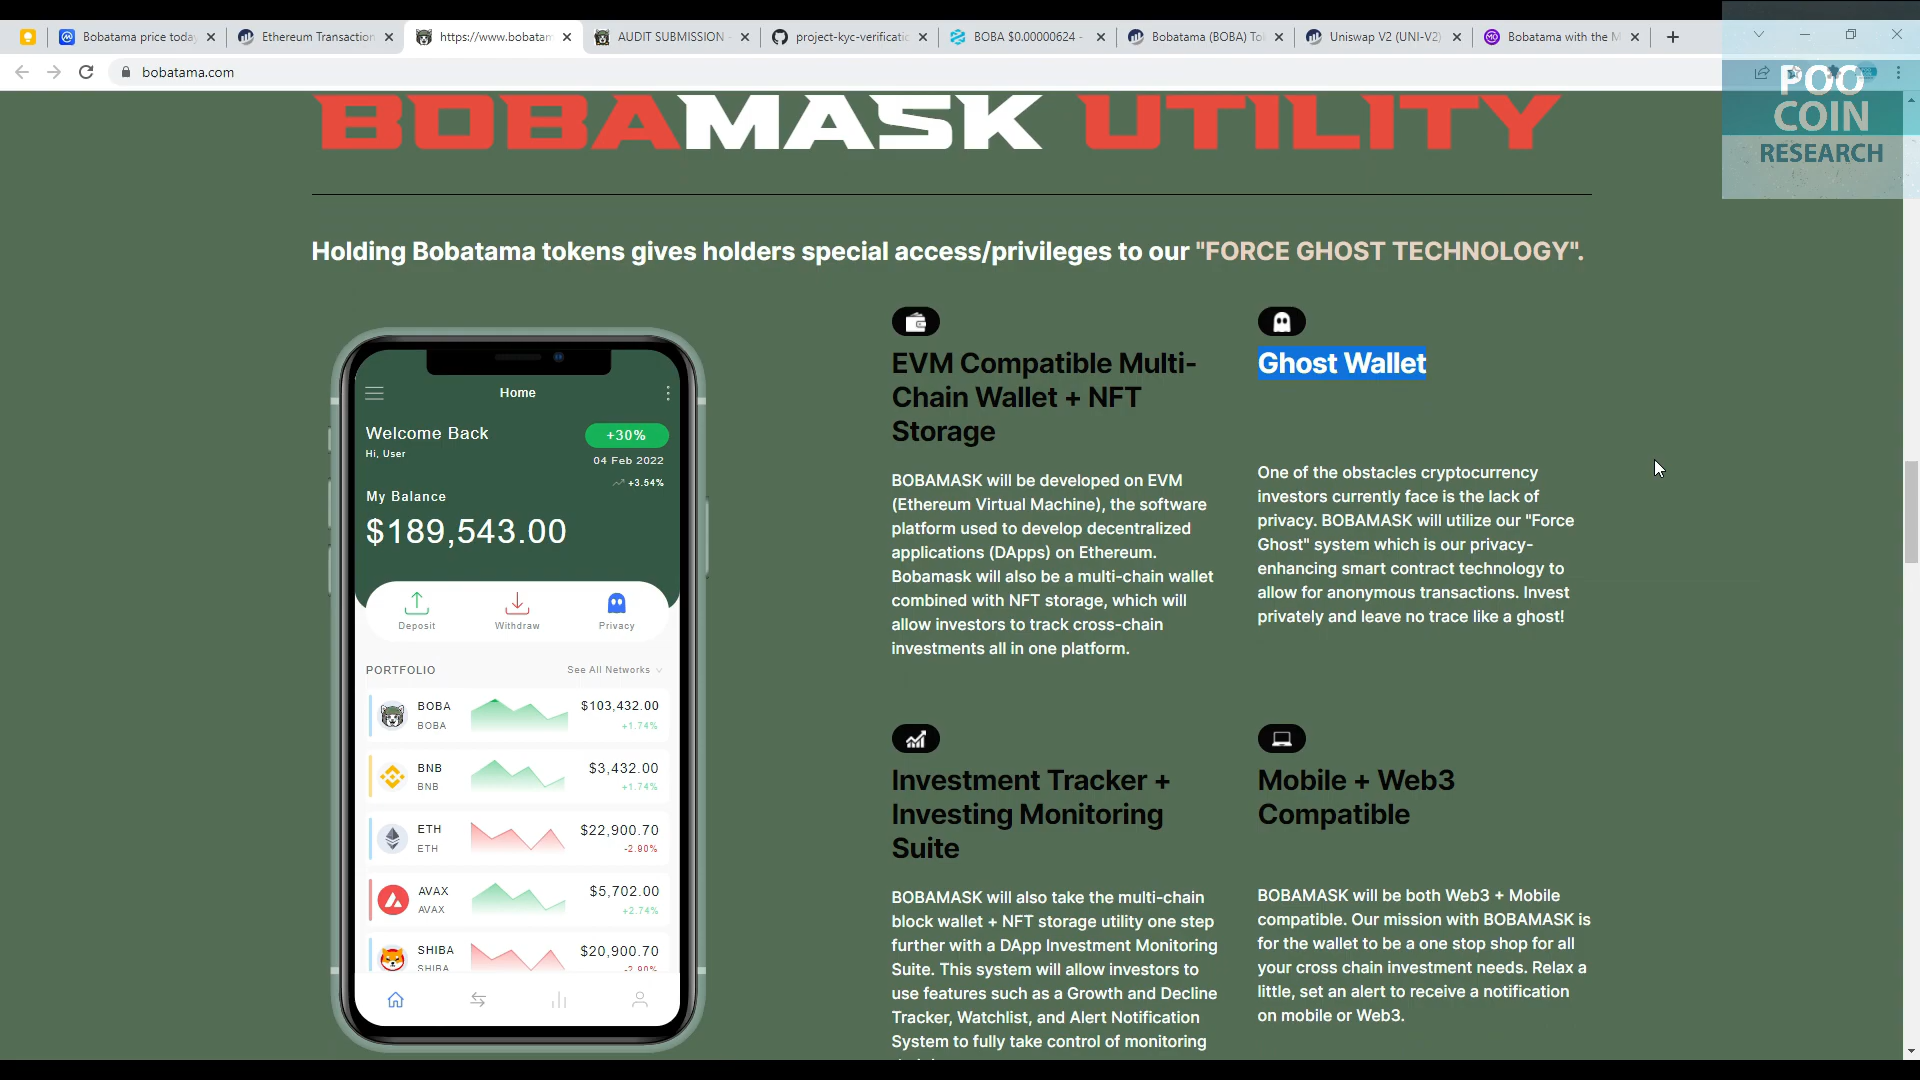 Bobatama price today
Ethereum Transaction
https://www.bobatam
AUDIT SUBMISSION -
project-kyc-verificatio
BOBA $0.00000624 -
Bobatama (BOBA) To
Uniswap V2 (UNI-V2)
Bobatama with the M
bobatama.com
POO
COIN
RESEARCH
BOBAMASK UTILITY
Holding Bobatama tokens gives holders special access/privileges to our "FORCE GHOST TECHNOLOGY".
Home
Welcome Back
+30%
Hi, User
04 Feb 2022
+3.54%
My Balance
$189,543.00
Deposit
Withdraw
Privacy
PORTFOLIO
See All Networks
BOBA
$103,432.00
BOBA
+1.74%
BNB
$3,432.00
BNB
+1.74%
ETH
$22,900.70
ETH
-2.90%
AVAX
$5,702.00
AVAX
+2.74%
SHIBA
$20,900.70
SHIBA
-2.90%
EVM Compatible Multi-
Chain Wallet + NFT
Storage
BOBAMASK will be developed on EVM
(Ethereum Virtual Machine), the software
platform used to develop decentralized
applications (DApps) on Ethereum.
Bobamask will also be a multi-chain wallet
combined with NFT storage, which will
allow investors to track cross-chain
investments all in one platform.
Ghost Wallet
One of the obstacles cryptocurrency
investors currently face is the lack of
privacy. BOBAMASK will utilize our "Force
Ghost" system which is our privacy-
enhancing smart contract technology to
allow for anonymous transactions. Invest
privately and leave no trace like a ghost!
Investment Tracker +
Investing Monitoring
Suite
BOBAMASK will also take the multi-chain
block wallet + NFT storage utility one step
further with a DApp Investment Monitoring
Suite. This system will allow investors to
use features such as a Growth and Decline
Tracker, Watchlist, and Alert Notification
System to fully take control of monitoring
Mobile + Web3
Compatible
BOBAMASK will be both Web3 + Mobile
compatible. Our mission with BOBAMASK is
for the wallet to be a one stop shop for all
your cross chain investment needs. Relax a
little, set an alert to receive a notification
on mobile or Web3.